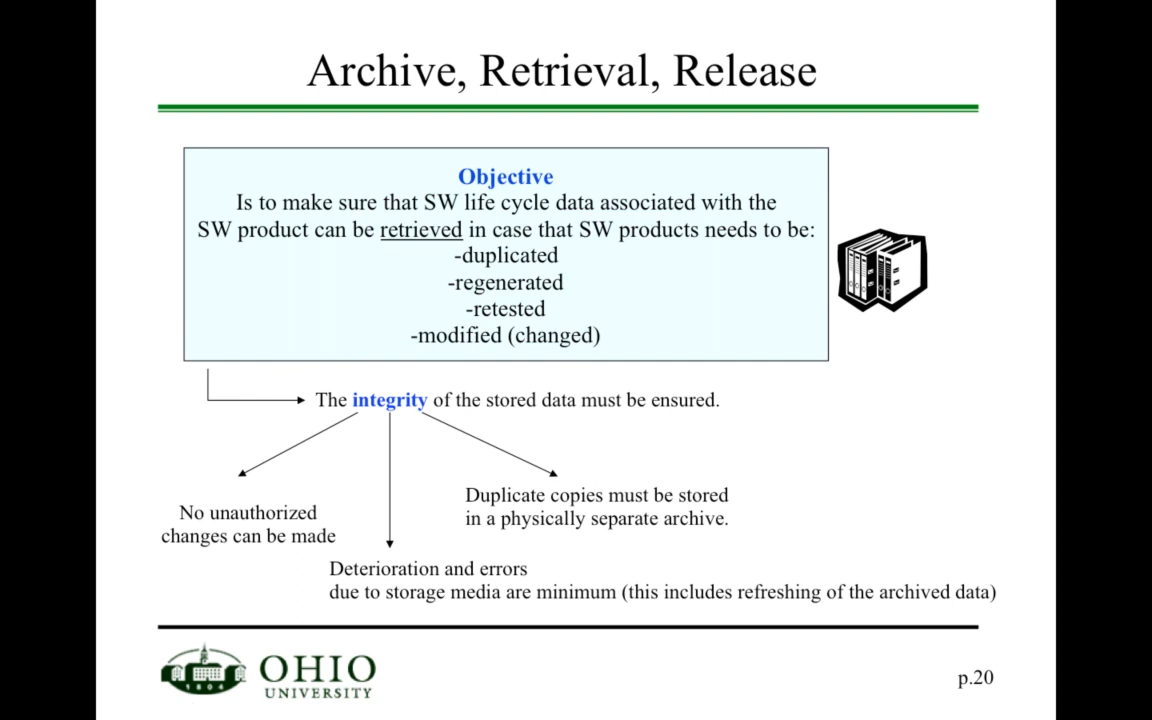 Archive, Retrieval, Release
Objective
Is to make sure that SW life cycle data associated with the
SW product can be retrieved in case that SW products needs to be:
-duplicated
-regenerated
-retested
-modified (changed)
The integrity of the stored data must be ensured.
No unauthorized
changes can be made
Duplicate copies must be stored
in a physically separate archive.
Deterioration and errors
due to storage media are minimum (this includes refreshing of the archived data)
1804
OHIO
UNIVERSITY
p.20